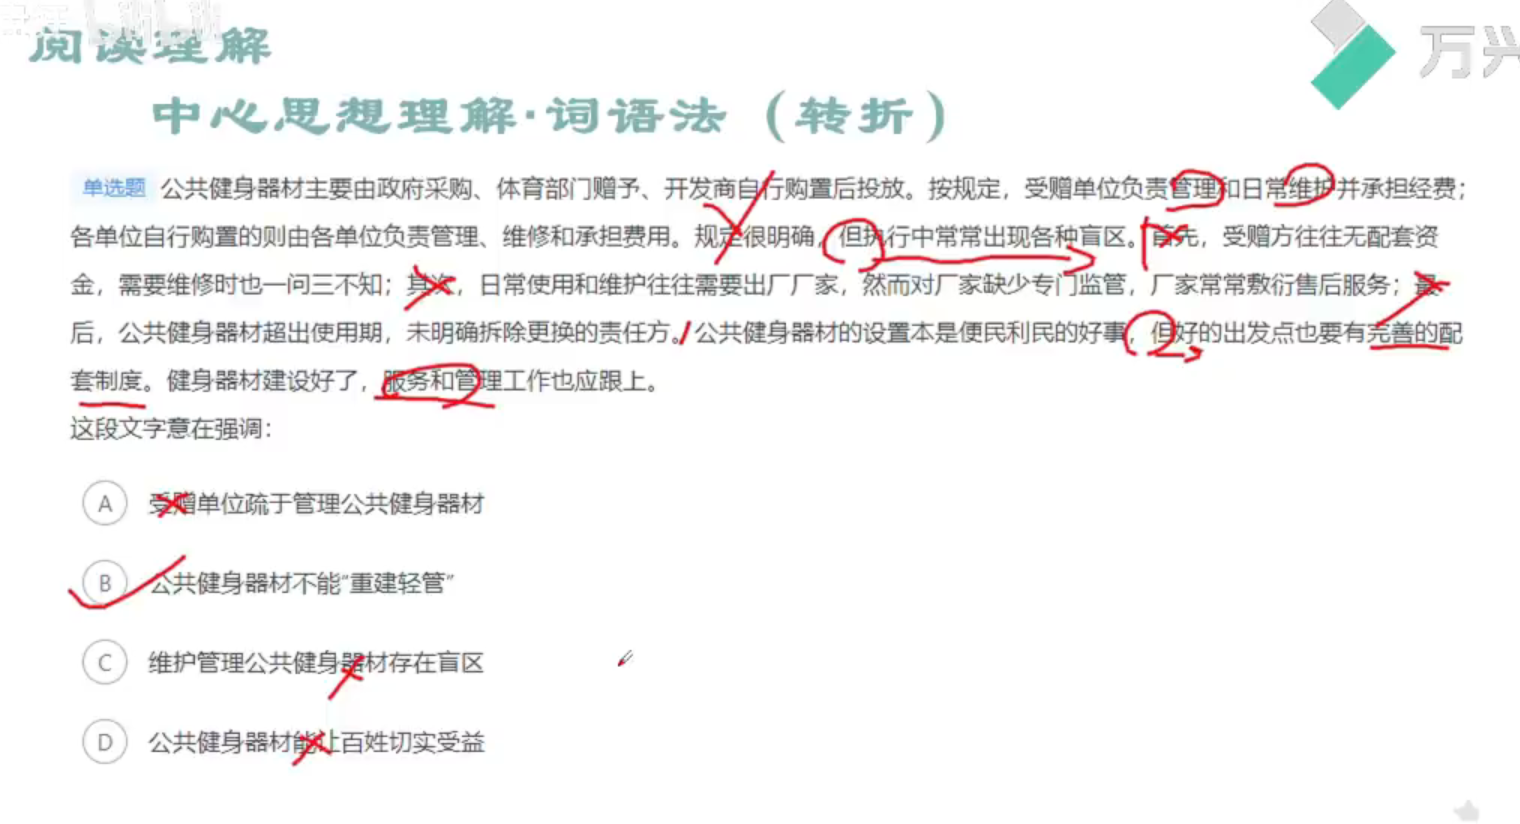 阅读理解
万兴
中心思想理解·词语法（转折）
单选题 公共健身器材主要由政府采购、体育部门赠予、开发商自行购置后投放。按规定，受赠单位负责管理和日常维护并承担经费；
各单位自行购置的则由各单位负责管理、维修和承担费用。规定很明确，但执行中常常出现各种盲区。首先，受赠方往往无配套资
金，需要维修时也一问三不知；其次，日常使用和维护往往需要出厂厂家，然而对厂家缺少专门监管，厂家常常敷衍售后服务；最
后，公共健身器材超出使用期，未明确拆除更换的责任方。公共健身器材的设置本是便民利民的好事，但好的出发点也要有完善的配
套制度。健身器材建设好了，服务和管理工作也应跟上。
这段文字意在强调：
A 受赠单位疏于管理公共健身器材
B 公共健身器材不能“重建轻管”
C 维护管理公共健身器材存在盲区
D 公共健身器材能让百姓切实受益